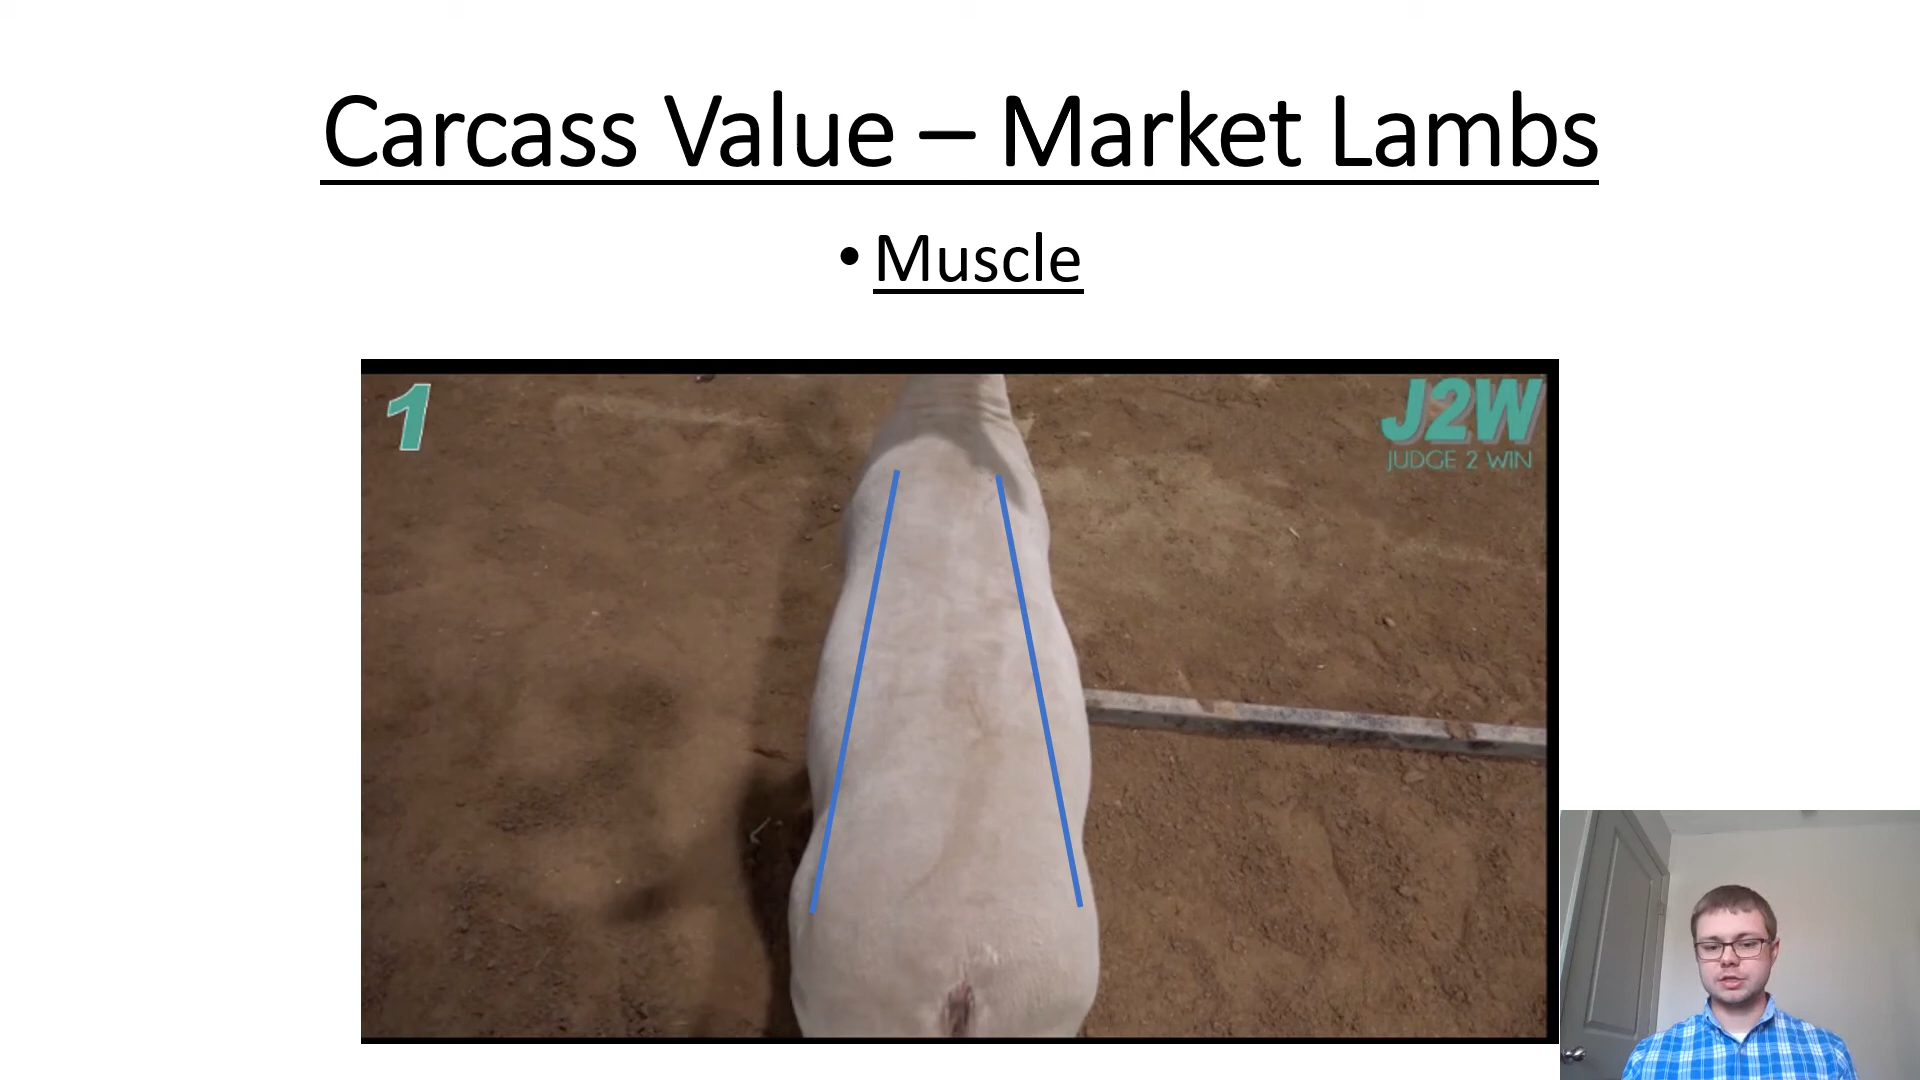 Carcass Value – Market Lambs
• Muscle
1
J2W
JUDGE 2 WIN